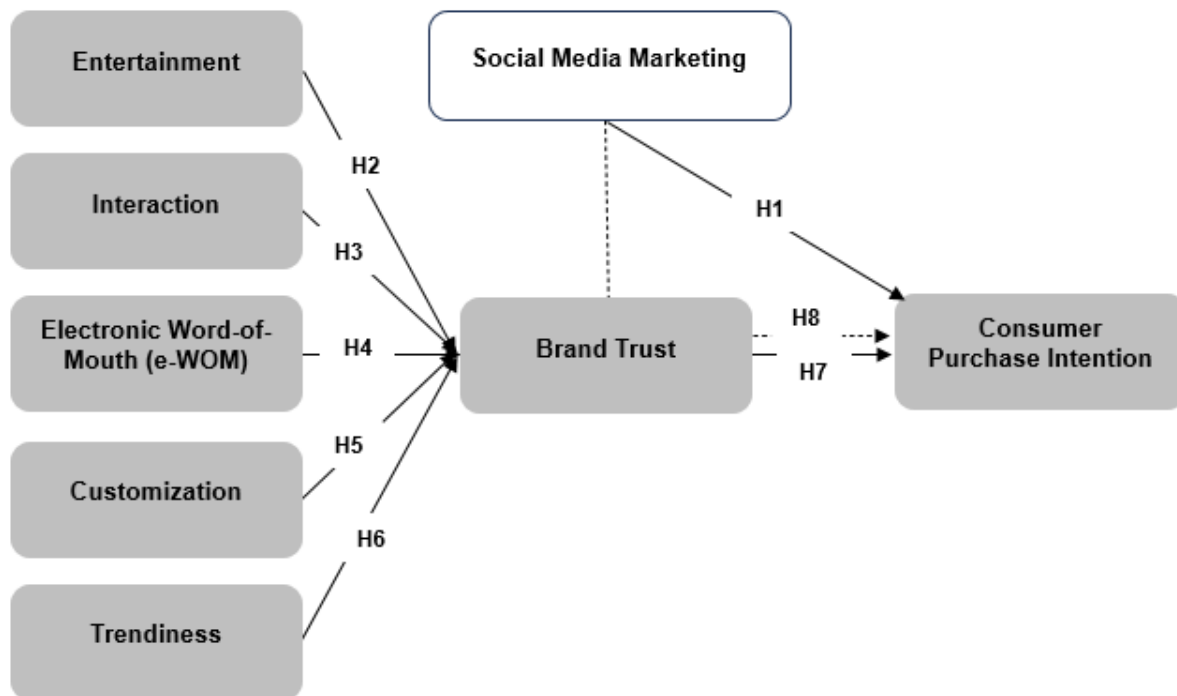 Entertainment
Social Media Marketing
H2
Interaction
H1
H3
Electronic Word-of-
Mouth (e-WOM)
H4
Brand Trust
H8
H7
Consumer
Purchase Intention
H5
Customization
H6
Trendiness